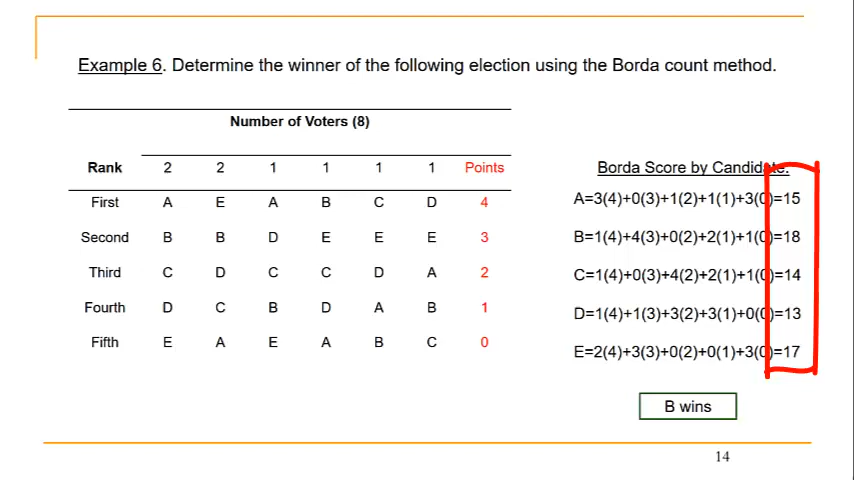 Example 6. Determine the winner of the following election using the Borda count method.
Number of Voters (8)
Rank 2 2 1 1 1 1 Points
First A E A B C D 4
Second B B D E E E 3
Third C D C C D A 2
Fourth D C B D A B 1
Fifth E A E A B C 0
Borda Score by Candidate:
A=3(4)+0(3)+1(2)+1(1)+3(0)=15
B=1(4)+4(3)+0(2)+2(1)+1(0)=18
C=1(4)+0(3)+4(2)+2(1)+1(0)=14
D=1(4)+1(3)+3(2)+3(1)+0(0)=13
E=2(4)+3(3)+0(2)+0(1)+3(0)=17
B wins
14